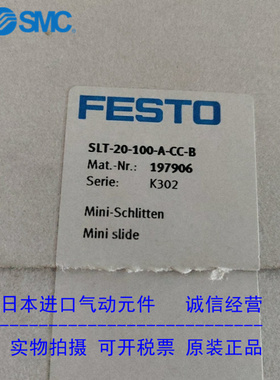 SMC
FESTO
SLT-20-100-A-CC-B
Mat.-Nr.: 197906
Serie: K302
Mini-Schlitten
Mini slide
日本进口气动元件 诚信经营
实物拍摄 可开税票 原装正品